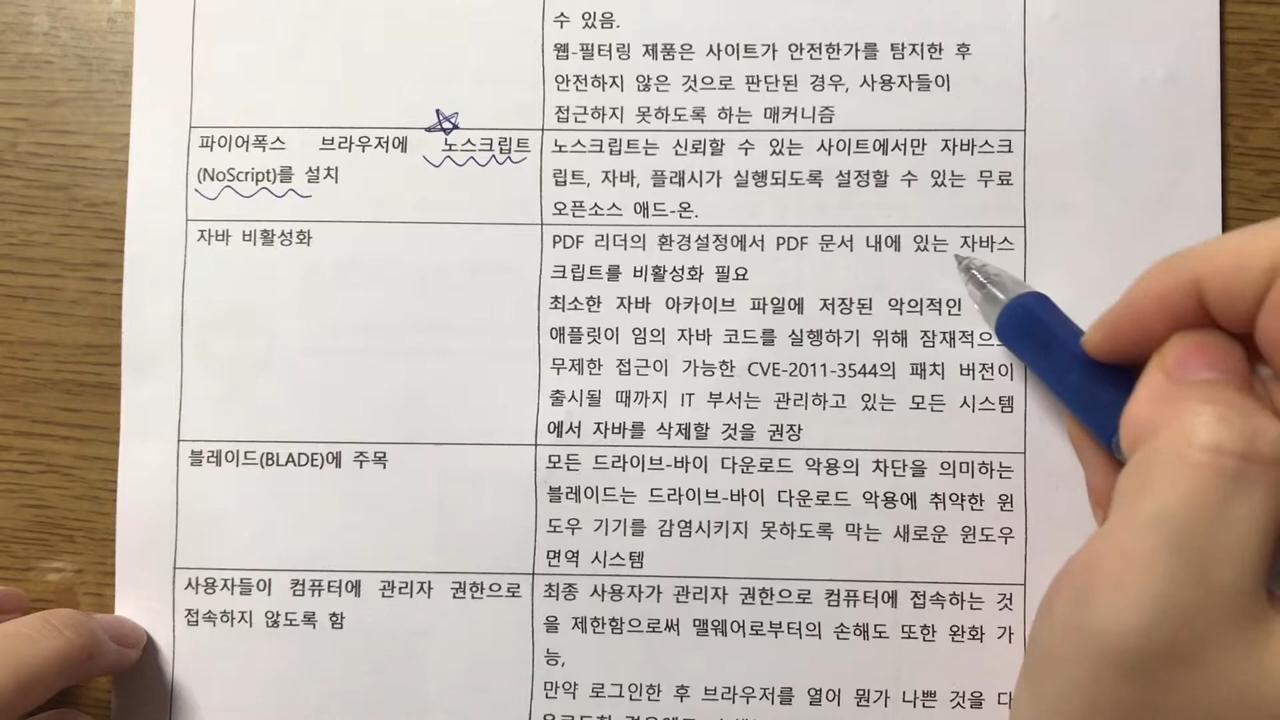 수 있음.
웹-필터링 제품은 사이트가 안전한가를 탐지한 후
안전하지 않은 것으로 판단된 경우, 사용자들이
접근하지 못하도록 하는 매커니즘
파이어폭스 브라우저에 노스크립트
(NoScript)를 설치
노스크립트는 신뢰할 수 있는 사이트에서만 자바스크
립트, 자바, 플래시가 실행되도록 설정할 수 있는 무료
오픈소스 애드-온.
자바 비활성화
PDF 리더의 환경설정에서 PDF 문서 내에 있는 자바스
크립트를 비활성화 필요
최소한 자바 아카이브 파일에 저장된 악의적인
애플릿이 임의 자바 코드를 실행하기 위해
무제한 접근이 가능한 CVE-2011-3544의 패치 버전이
출시될 때까지 IT 부서는 관리하고 있는 모든 시스템
에서 자바를 삭제할 것을 권장
블레이드(BLADE)에 주목
모든 드라이브-바이 다운로드 악용의 차단을 의미하는
블레이드는 드라이브-바이 다운로드 악용에 취약한 윈
도우 기기를 감염시키지 못하도록 막는 새로운 윈도우
면역 시스템
사용자들이 컴퓨터에 관리자 권한으로
접속하지 않도록 함
최종 사용자가 관리자 권한으로 컴퓨터에 접속하는 것
을 제한함으로써 맬웨어로부터의 손해도 또한 완화 가
능,
만약 로그인한 후 브라우저를 열어 뭔가 나쁜 것을 다